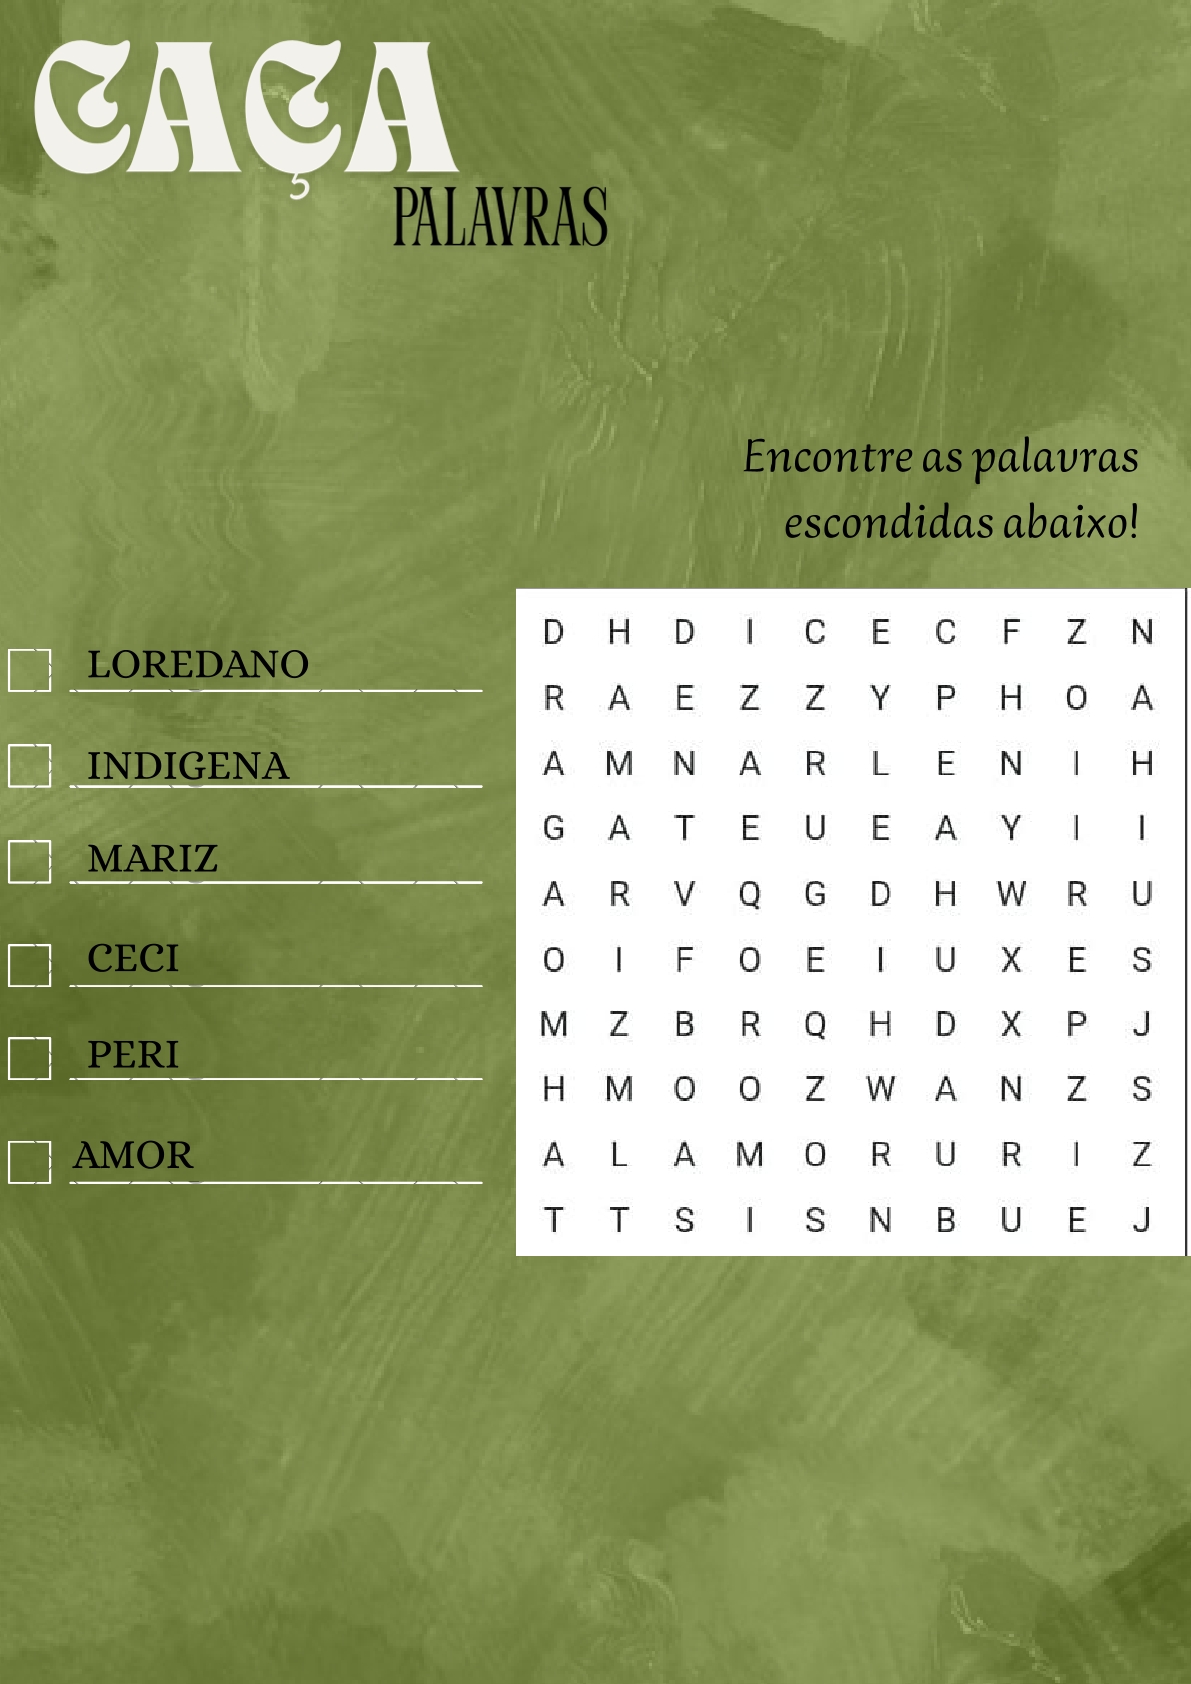 CAÇA
PALAVRAS
Encontre as palavras
escondidas abaixo!
LOREDANO
INDIGENA
MARIZ
CECI
PERI
AMOR
D H D I C E C F Z N
R A E Z Z Y P H O A
A M N A R L E N I H
G A T E U E A Y I I
A R V Q G D H W R U
O I F O E I U X E S
M Z B R Q H D X P J
H M O O Z W A N Z S
A L A M O R U R I Z
T T S I S N B U E J